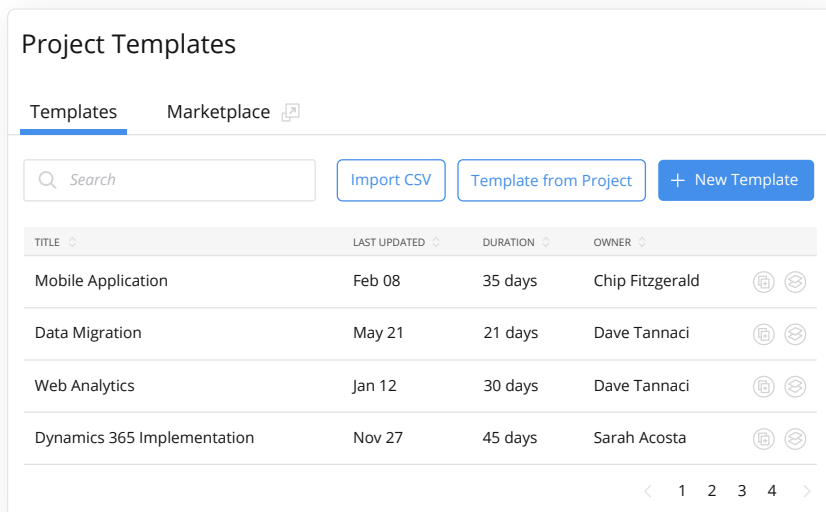 Project Templates
Templates Marketplace
Search Import CSV Template from Project + New Template
TITLE LAST UPDATED DURATION OWNER
Mobile Application Feb 08 35 days Chip Fitzgerald
Data Migration May 21 21 days Dave Tannaci
Web Analytics Jan 12 30 days Dave Tannaci
Dynamics 365 Implementation Nov 27 45 days Sarah Acosta
< 1 2 3 4 >